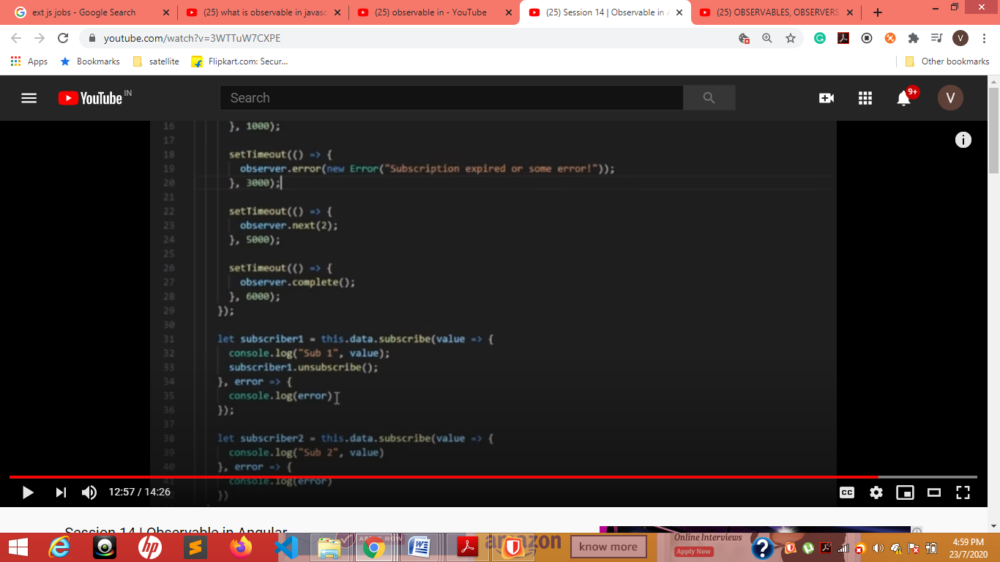 ext js jobs - Google Search
(25) what is observable in javasc
(25) observable in - YouTube
(25) Session 14 | Observable in A
(25) OBSERVABLES, OBSERVERS
youtube.com/watch?v=3WTTuW7CXPE
V
Apps
Bookmarks
satellite
Flipkart.com: Secur...
Other bookmarks
YouTube IN
Search
9+
V
16 }, 1000);
17
18 setTimeout(() => {
19 observer.error(new Error("Subscription expired or some error!"));
20 }, 3000);
21
22 setTimeout(() => {
23 observer.next(2);
24 }, 5000);
25
26 setTimeout(() => {
27 observer.complete();
28 }, 6000);
29 });
30
31 let subscriber1 = this.data.subscribe(value => {
32 console.log("Sub 1", value);
33 subscriber1.unsubscribe();
34 }, error => {
35 console.log(error)
36 });
37
38 let subscriber2 = this.data.subscribe(value => {
39 console.log("Sub 2", value)
40 }, error => {
41 console.log(error)
})
12:57 / 14:26
CC
Session 14 | Observable in Angular
APPLY NOW
amazon
know more
Online Interviews
Apply Now
4:59 PM
23/7/2020